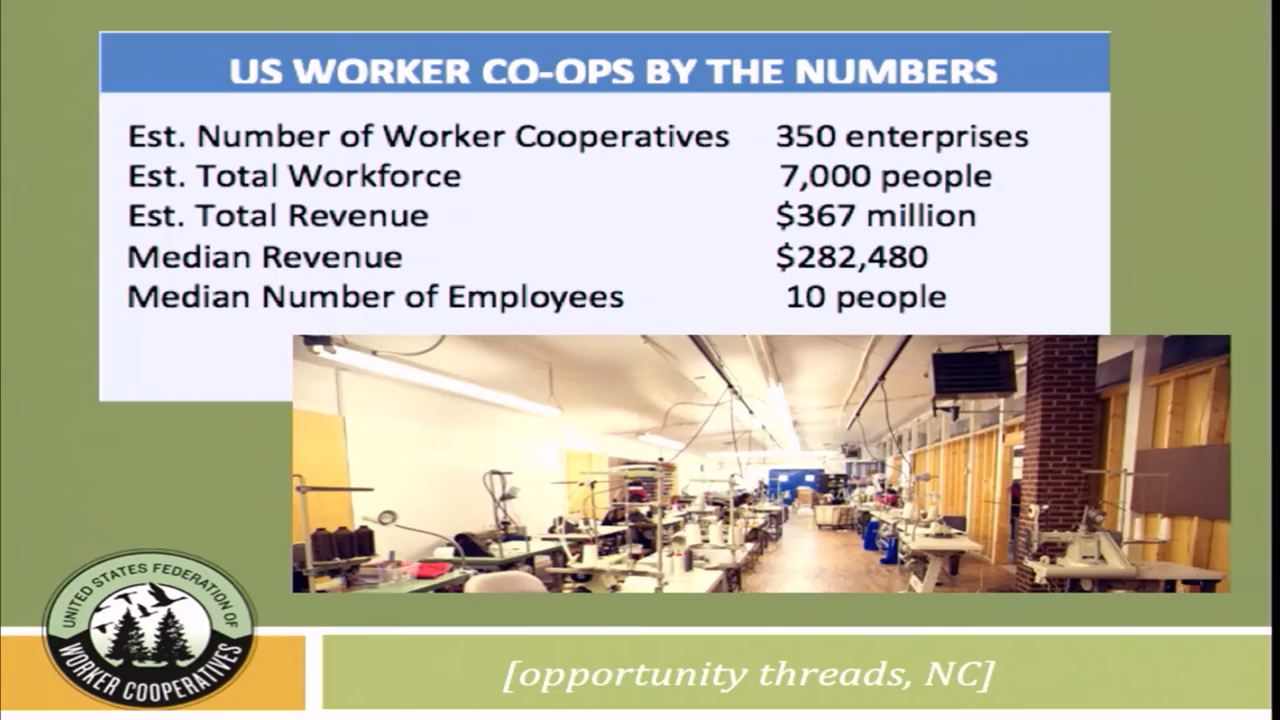 US WORKER CO-OPS BY THE NUMBERS
Est. Number of Worker Cooperatives 350 enterprises
Est. Total Workforce 7,000 people
Est. Total Revenue $367 million
Median Revenue $282,480
Median Number of Employees 10 people
UNITED STATES FEDERATION OF
WORKER COOPERATIVES
[opportunity threads, NC]